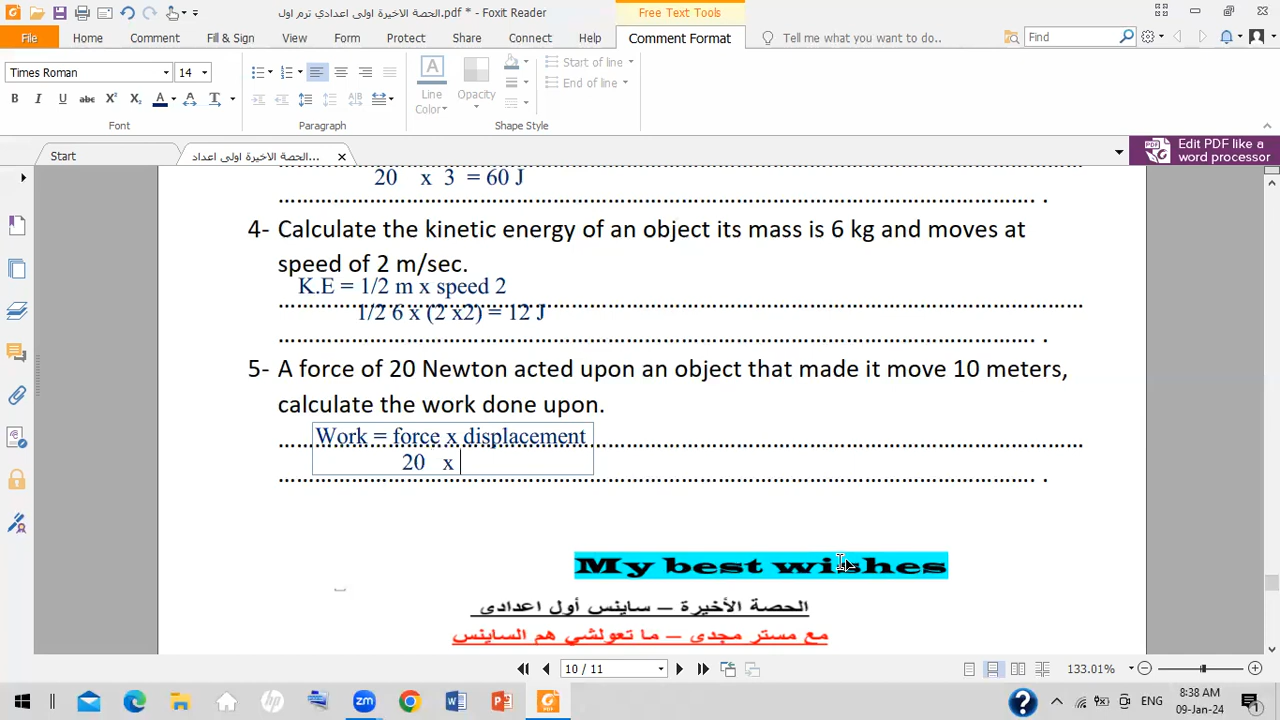 الحصة الاخيرة اولى اعدادي ترم اول.pdf * - Foxit Reader
Free Text Tools
File
Home
Comment
Fill & Sign
View
Form
Protect
Share
Connect
Help
Comment Format
Tell me what you want to do..
Find
Times Roman
14
Font
Paragraph
Line
Color
Opacity
Start of line
End of line
Shape Style
Start
الحصة الاخيرة اولى اعداد...
Edit PDF like a
word processor
20 x 3 = 60 J
4- Calculate the kinetic energy of an object its mass is 6 kg and moves at
speed of 2 m/sec.
K.E = 1/2 m x speed 2
1/2 6 x (2 x2) = 12 J
5- A force of 20 Newton acted upon an object that made it move 10 meters,
calculate the work done upon.
Work = force x displacement
20 x
My best wishes
الحصة الأخيرة – ساينس أول اعدادى
مع مستر مجدى – ما تعولشي هم الساينس
10 / 11
133.01%
ENG
8:38 AM
09-Jan-24